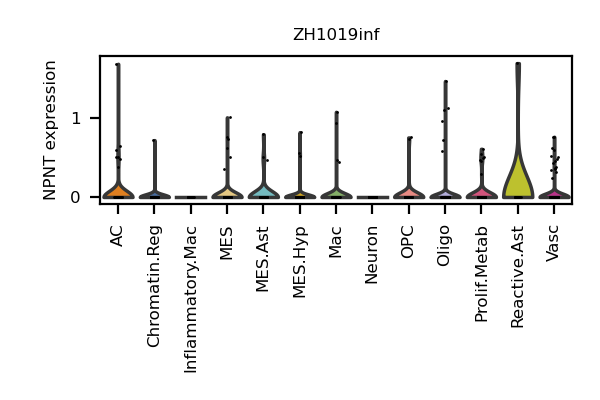 ZH1019inf
NPNT expression
1
0
AC
Chromatin.Reg
Inflammatory.Mac
MES
MES.Ast
MES.Hyp
Mac
Neuron
OPC
Oligo
Prolif.Metab
Reactive.Ast
Vasc